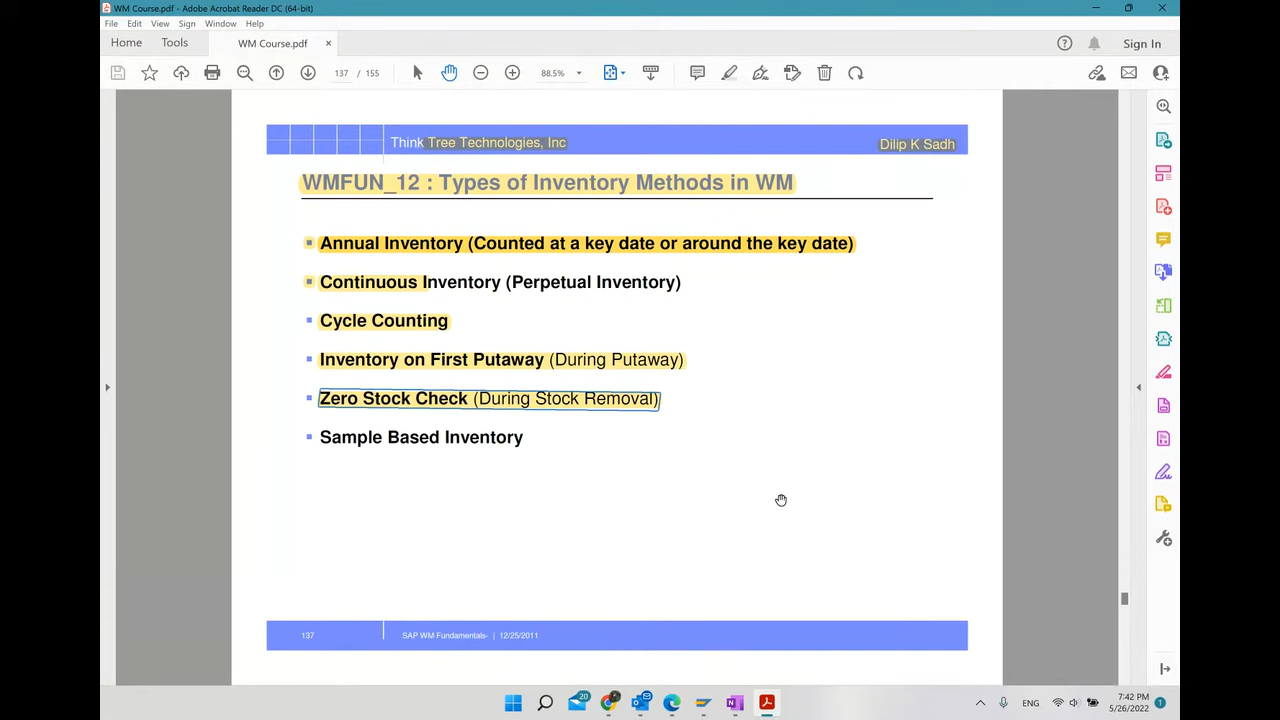 WM Course.pdf - Adobe Acrobat Reader DC (64-bit)
File Edit View Sign Window Help
Home Tools WM Course.pdf × Sign In
137 / 155 88.5%
Think Tree Technologies, Inc Dilip K Sadh
WMFUN_12 : Types of Inventory Methods in WM
Annual Inventory (Counted at a key date or around the key date)
Continuous Inventory (Perpetual Inventory)
Cycle Counting
Inventory on First Putaway (During Putaway)
Zero Stock Check (During Stock Removal)
Sample Based Inventory
137 SAP WM Fundamentals- | 12/25/2011
20
ENG
7:42 PM
5/26/2022
1